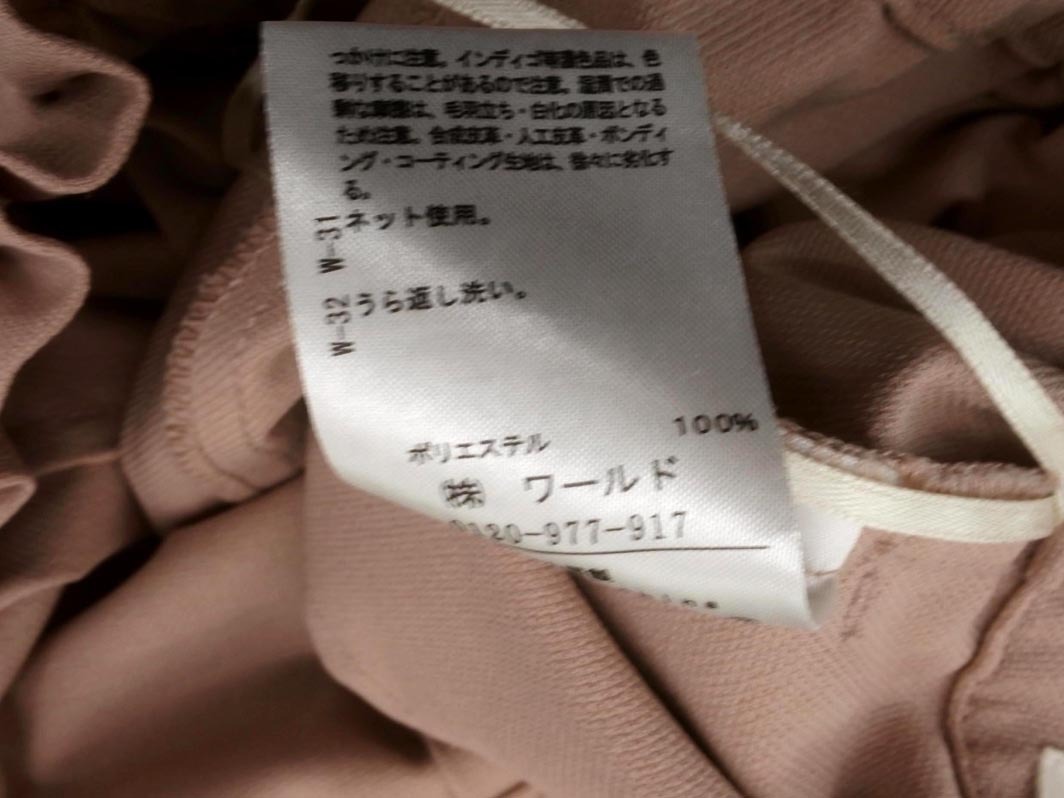 つかけに注意。インディゴ等濃色品は、色
移りすることがあるので注意。湿潤での過
剰な摩擦は、毛羽立ち・白化の原因となる
ため注意。合成皮革・人工皮革・ボンディ
ング・コーティング生地は、徐々に劣化す
る。
W-31 ネット使用。
W-32 うら返し洗い。
ポリエステル 100%
㈱ ワールド
0120-977-917